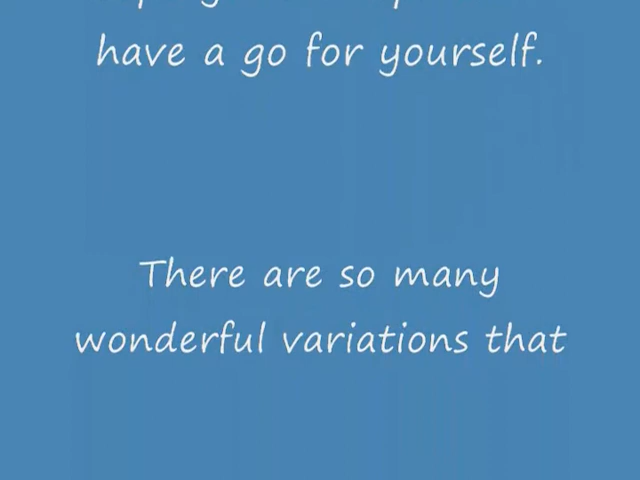 have a go for yourself.
There are so many
wonderful variations that